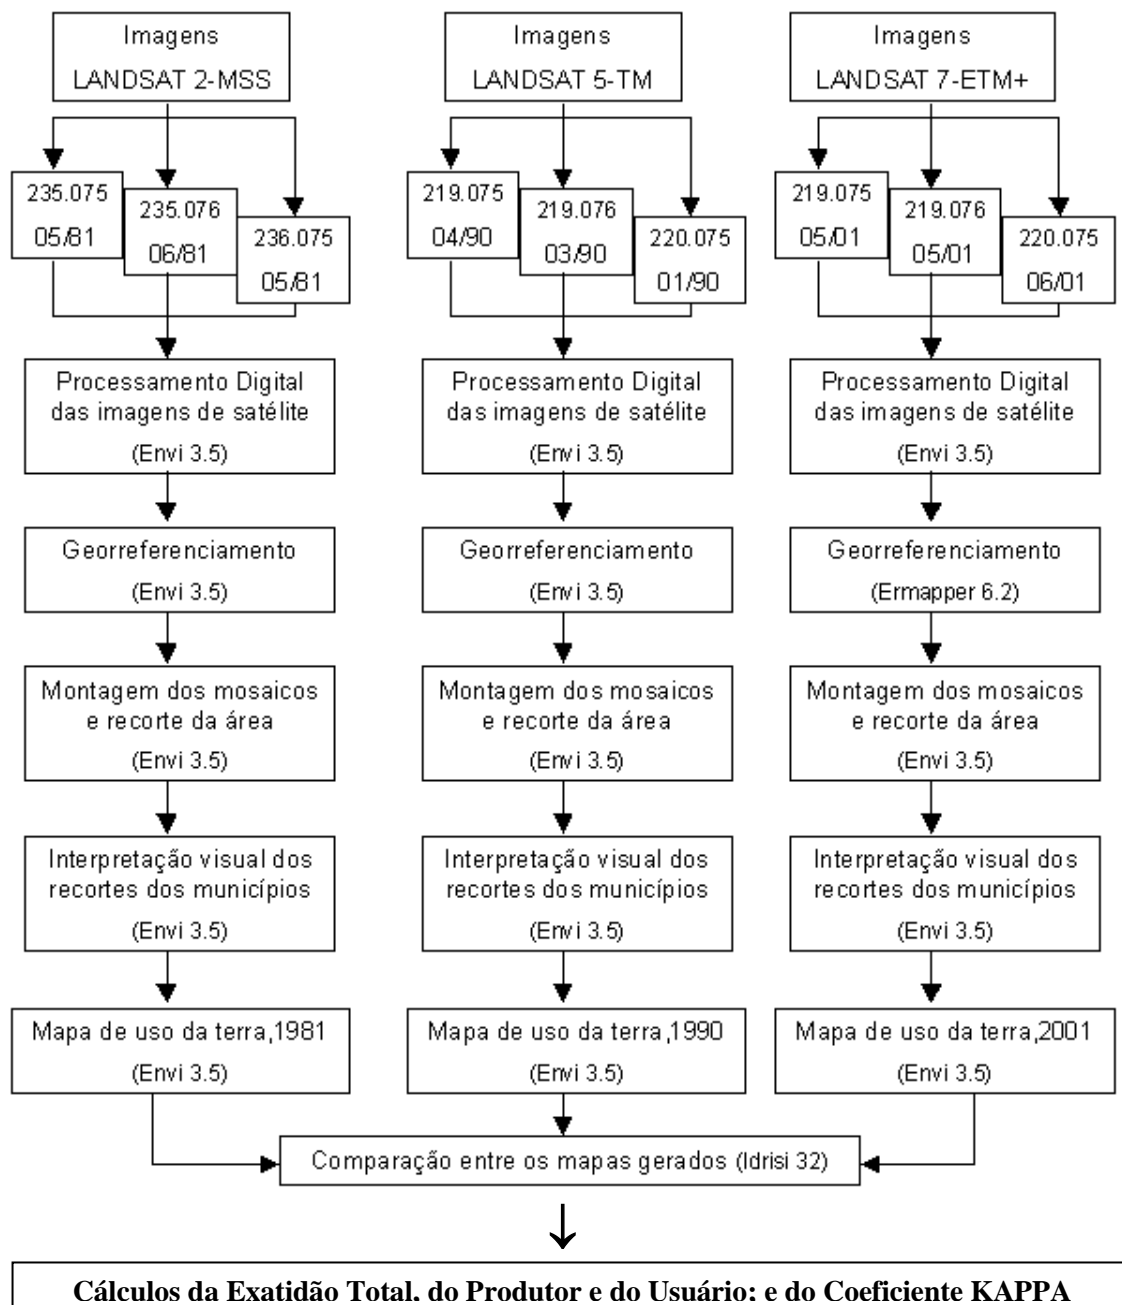 Imagens
LANDSAT 2-MSS
Imagens
LANDSAT 5-TM
Imagens
LANDSAT 7-ETM+
235.075
05/81
235.076
06/81
236.075
05/81
219.075
04/90
219.076
03/90
220.075
01/90
219.075
05/01
219.076
05/01
220.075
06/01
Processamento Digital
das imagens de satélite
(Envi 3.5)
Processamento Digital
das imagens de satélite
(Envi 3.5)
Processamento Digital
das imagens de satélite
(Envi 3.5)
Georreferenciamento
(Envi 3.5)
Georreferenciamento
(Envi 3.5)
Georreferenciamento
(Ermapper 6.2)
Montagem dos mosaicos
e recorte da área
(Envi 3.5)
Montagem dos mosaicos
e recorte da área
(Envi 3.5)
Montagem dos mosaicos
e recorte da área
(Envi 3.5)
Interpretação visual dos
recortes dos municípios
(Envi 3.5)
Interpretação visual dos
recortes dos municípios
(Envi 3.5)
Interpretação visual dos
recortes dos municípios
(Envi 3.5)
Mapa de uso da terra,1981
(Envi 3.5)
Mapa de uso da terra,1990
(Envi 3.5)
Mapa de uso da terra,2001
(Envi 3.5)
Comparação entre os mapas gerados (Idrisi 32)
Cálculos da Exatidão Total, do Produtor e do Usuário; e do Coeficiente KAPPA